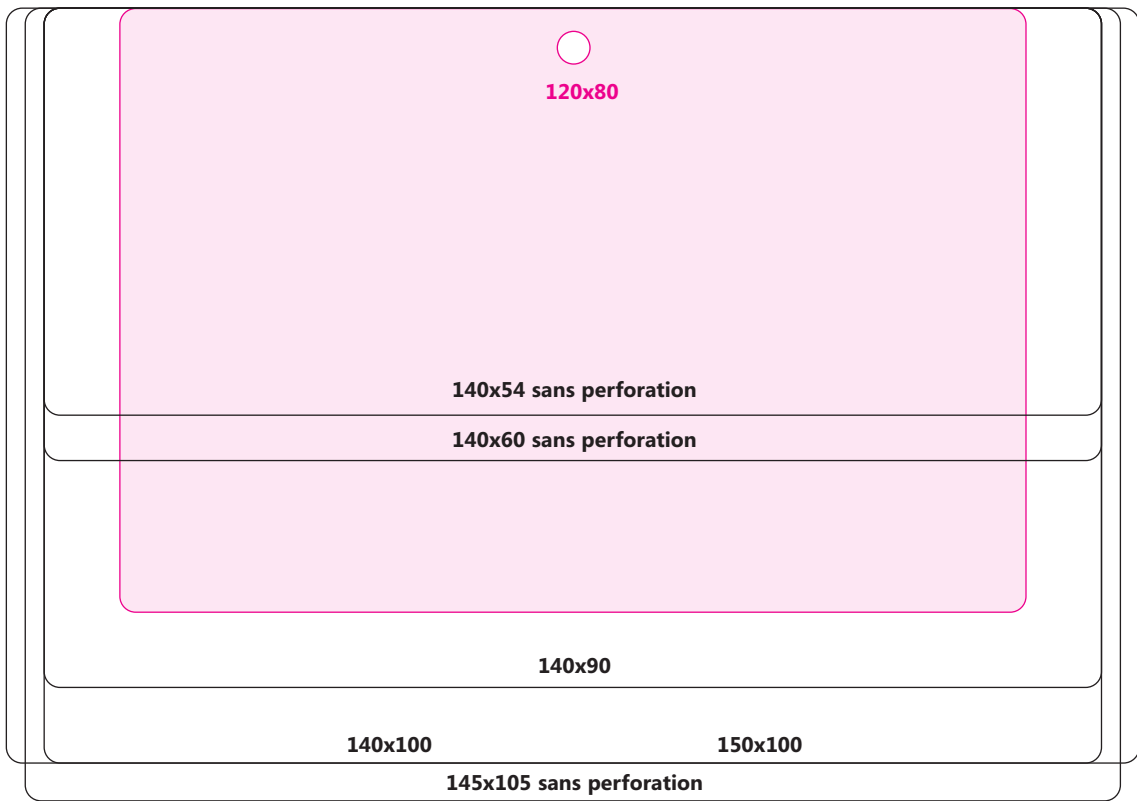 120x80
140x54 sans perforation
140x60 sans perforation
140x90
140x100
150x100
145x105 sans perforation